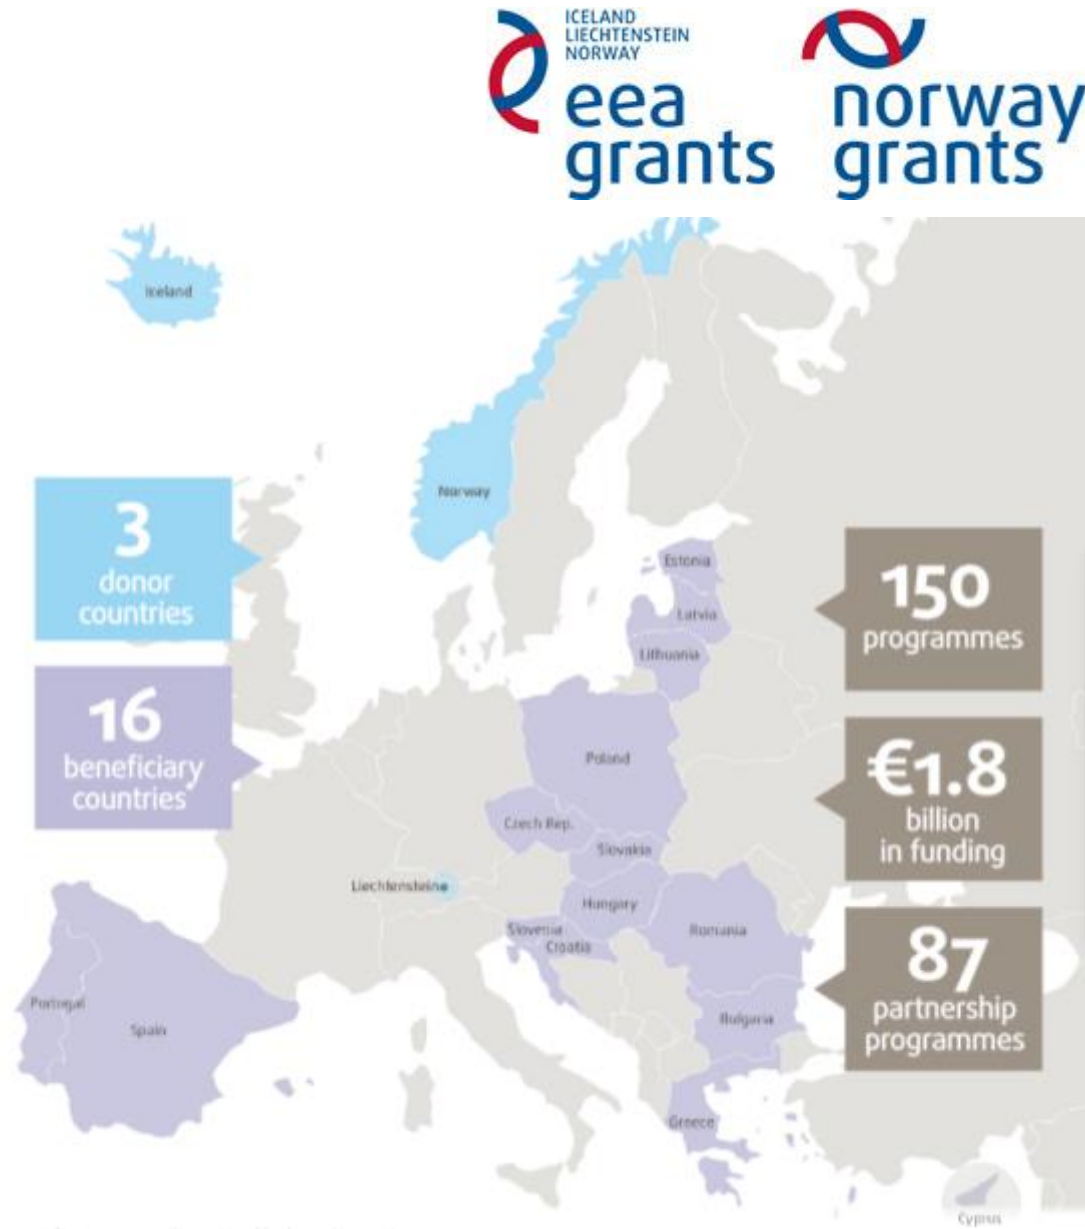 ICELAND
LIECHTENSTEIN
NORWAY
eea
grants
norway
grants
Iceland
Norway
3
donor
countries
16
beneficiary
countries
Estonia
Latvia
Lithuania
Poland
Czech Rep.
Slovakia
Liechtenstein
Hungary
Slovenia
Croatia
Romania
Portugal
Spain
Bulgaria
Greece
Cyprus
150
programmes
€1.8
billion
in funding
87
partnership
programmes